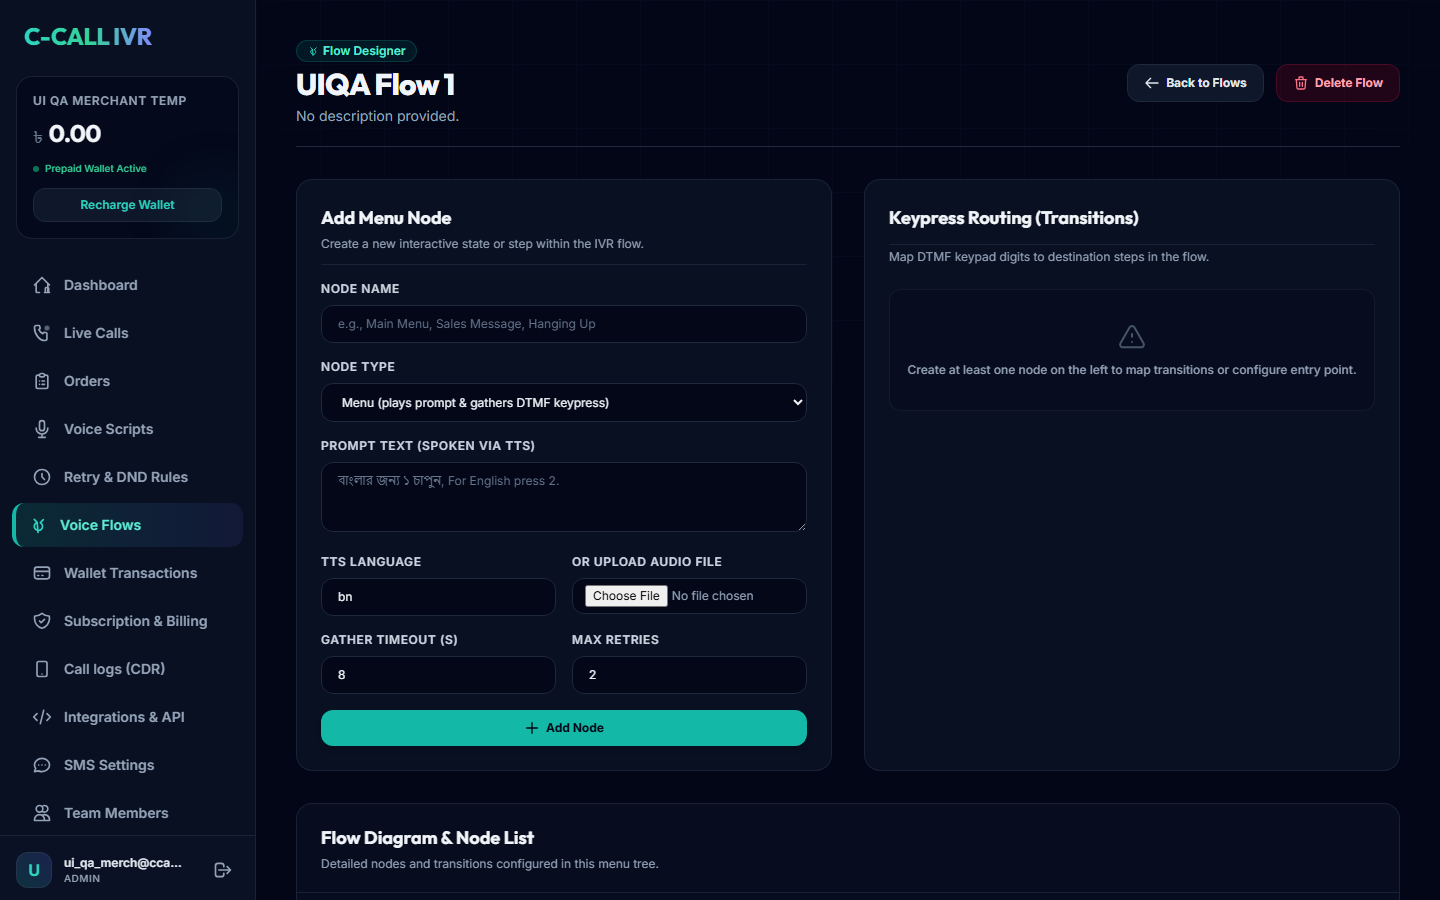 C-CALL IVR
UI QA MERCHANT TEMP
৳ 0.00
Prepaid Wallet Active
Recharge Wallet
Dashboard
Live Calls
Orders
Voice Scripts
Retry & DND Rules
Voice Flows
Wallet Transactions
Subscription & Billing
Call logs (CDR)
Integrations & API
SMS Settings
Team Members
U
ui_qa_merch@cca...
ADMIN
Flow Designer
UIQA Flow 1
No description provided.
Back to Flows
Delete Flow
Add Menu Node
Create a new interactive state or step within the IVR flow.
NODE NAME
e.g., Main Menu, Sales Message, Hanging Up
NODE TYPE
Menu (plays prompt & gathers DTMF keypress)
PROMPT TEXT (SPOKEN VIA TTS)
বাংলার জন্য ১ চাপুন, For English press 2.
TTS LANGUAGE
bn
OR UPLOAD AUDIO FILE
Choose File No file chosen
GATHER TIMEOUT (S)
8
MAX RETRIES
2
Add Node
Keypress Routing (Transitions)
Map DTMF keypad digits to destination steps in the flow.
Create at least one node on the left to map transitions or configure entry point.
Flow Diagram & Node List
Detailed nodes and transitions configured in this menu tree.